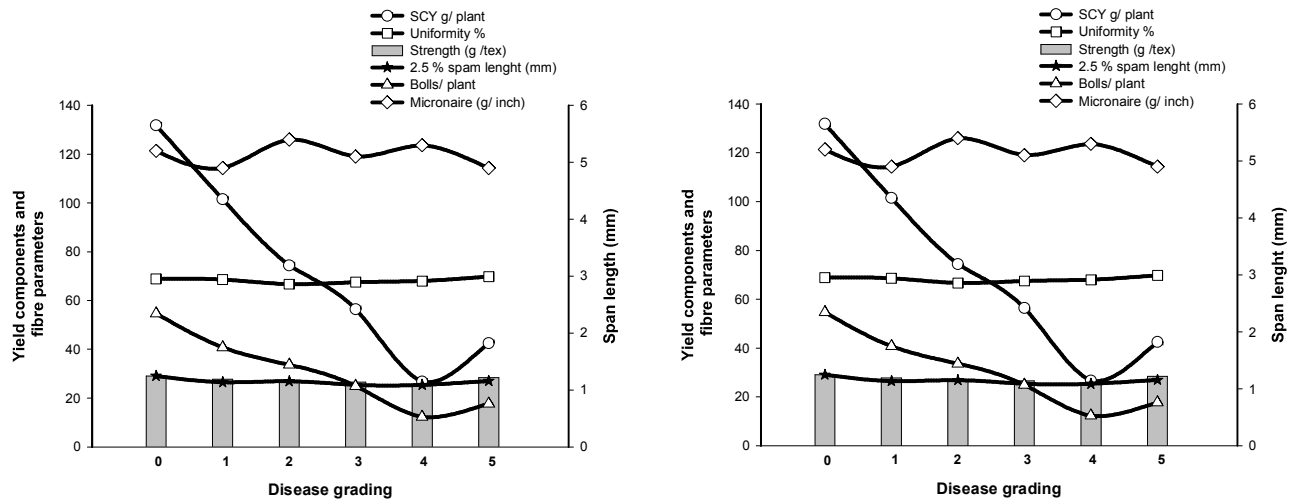 SCY g/ plant
Uniformity %
Strength (g /tex)
2.5 % spam lenght (mm)
Bolls/ plant
Micronaire (g/ inch)
140
120
100
80
60
40
20
0
Yield components and
fibre parameters
6
5
4
3
2
1
0
Span length (mm)
0 1 2 3 4 5
Disease grading
SCY g/ plant
Uniformity %
Strength (g /tex)
2.5 % spam lenght (mm)
Bolls/ plant
Micronaire (g/ inch)
140
120
100
80
60
40
20
0
Yield components and
fibre parameters
6
5
4
3
2
1
0
Span lenght (mm)
0 1 2 3 4 5
Disease grading